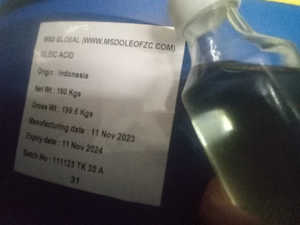 MSD GLOBAL (WWW.MSDOLEOFZC.COM)
OLEIC ACID
Origin : Indonesia
Net Wt : 180 Kgs
Gross Wt : 199.6 Kgs
Manufacturing date : 11 Nov 2023
Expiry date : 11 Nov 2024
Batch No : 111123 TK 35 A
31